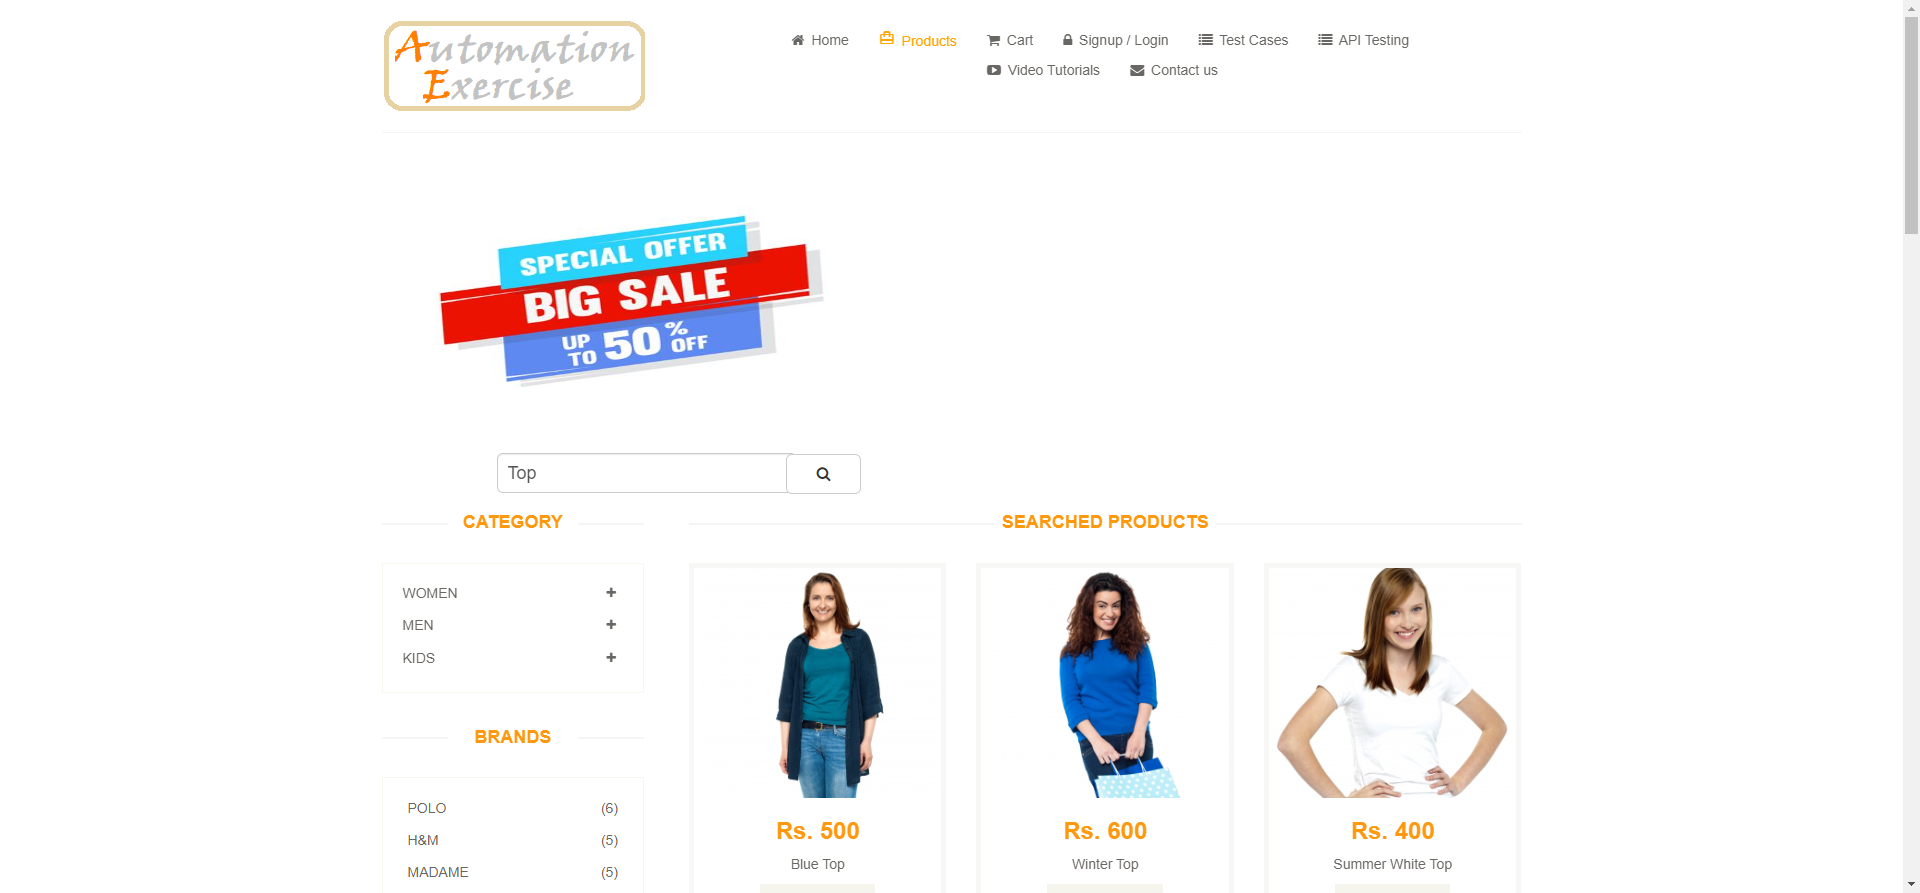 Automation
Exercise
Home
Products
Cart
Signup / Login
Test Cases
API Testing
Video Tutorials
Contact us
SPECIAL OFFER
BIG SALE
UP TO 50% OFF
Top
CATEGORY
WOMEN
MEN
KIDS
BRANDS
POLO (6)
H&M (5)
MADAME (5)
SEARCHED PRODUCTS
Rs. 500
Blue Top
Rs. 600
Winter Top
Rs. 400
Summer White Top